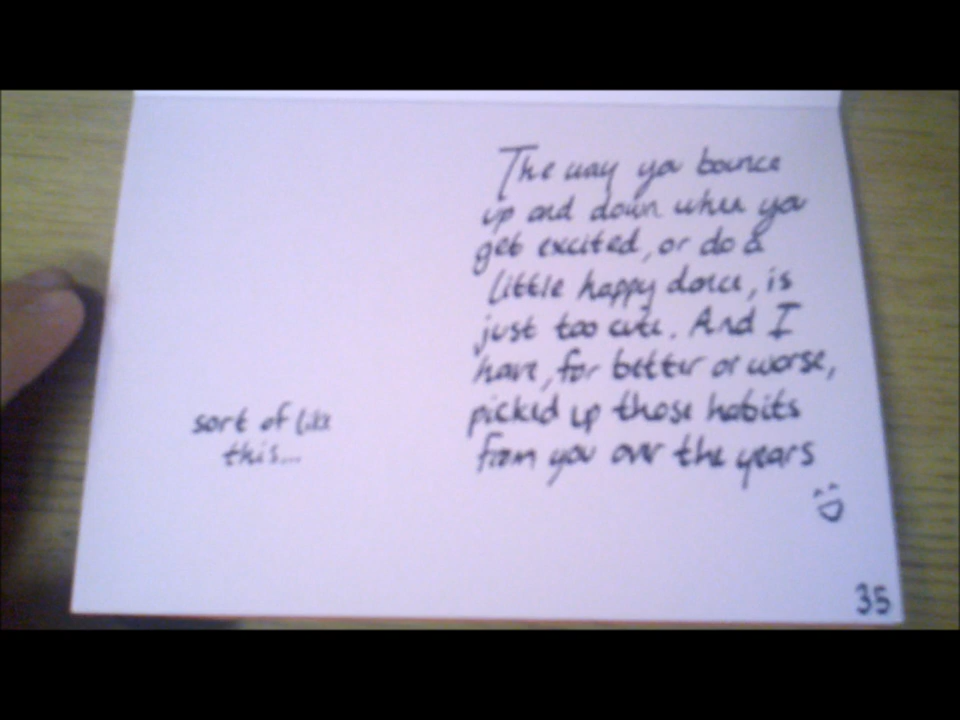 The way you bounce
up and down when you
get excited, or do a
little happy dance, is
just too cute. And I
have, for better or worse,
picked up those habits
from you over the years
sort of like
this...
35